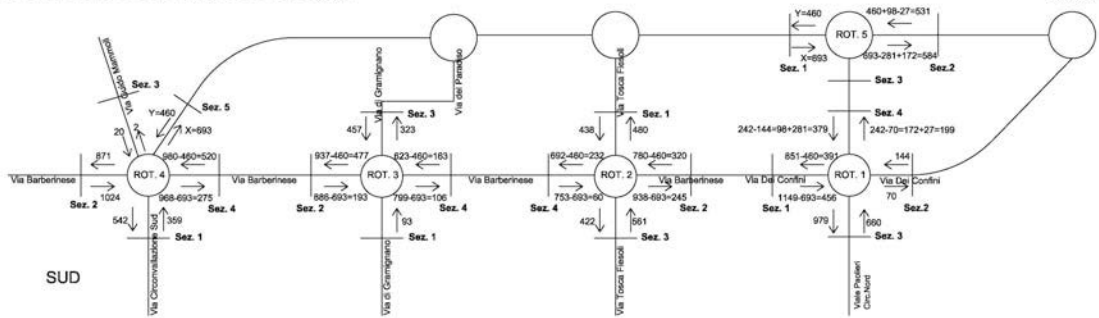 Y=460
460+98-27=531
ROT. 5
X=693
693-281+172=584
Sez. 1
Sez.2
Sez. 3
Via Guido Mammoli
Sez. 3
Via di Gramignano
Via del Paradiso
Via Tosca Fiesoli
Sez. 5
Y=460
X=693
20
2
Sez. 3
457
323
Sez. 1
438
480
Sez. 4
242-144=98+281=379
242-70=172+27=199
871
980-460=520
937-460=477
623-460=163
692-460=232
780-460=320
851-460=391
144
Via Barberinese
ROT. 4
Via Barberinese
ROT. 3
Via Barberinese
ROT. 2
Via Barberinese
Via Dei Confini
ROT. 1
Via Dei Confini
1024
968-693=275
886-693=193
799-693=106
753-693=60
938-693=245
1149-693=456
70
Sez. 2
Sez. 4
Sez. 2
Sez. 4
Sez. 4
Sez. 2
Sez. 1
Sez.2
542
359
93
422
561
979
660
Sez. 1
Sez. 1
Sez. 3
Sez. 3
SUD
Via Circonvallazione Sud
Via di Gramignano
Via Tosca Fiesoli
Viale Paolieri
Circ.Nord